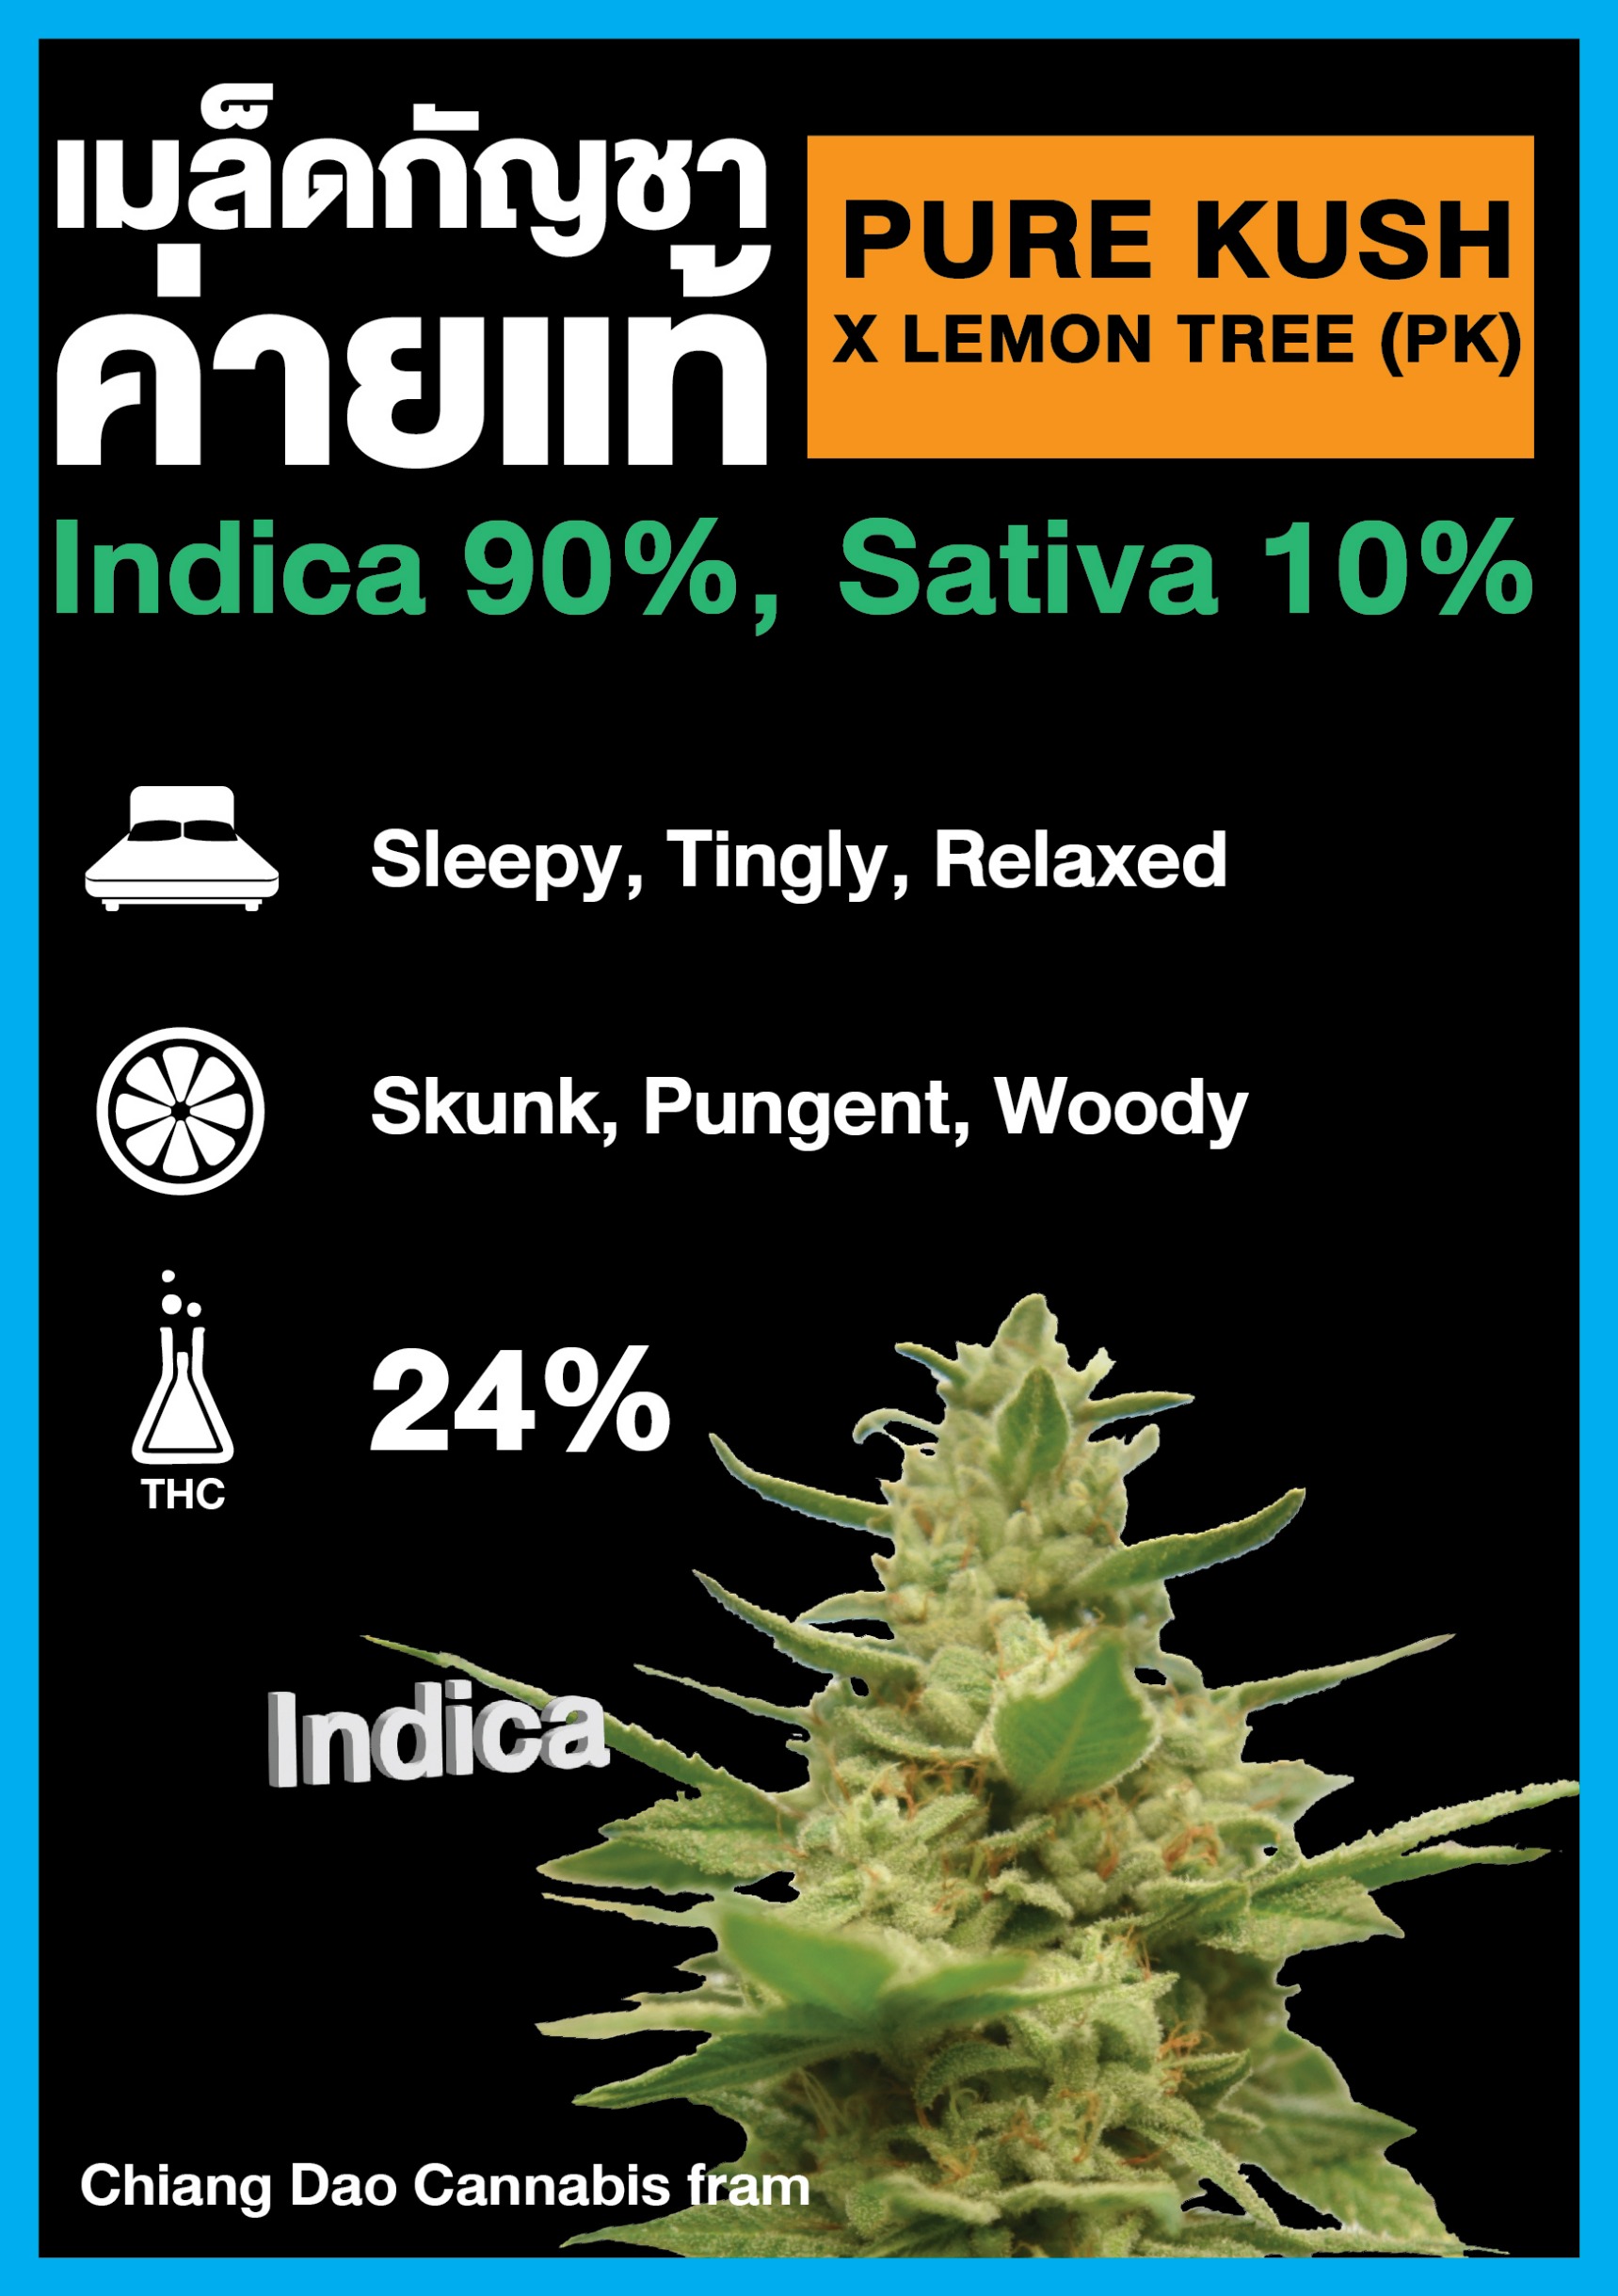 เมล็ดกัญชา
ค่ายแท้
PURE KUSH
X LEMON TREE (PK)
Indica 90%, Sativa 10%
Sleepy, Tingly, Relaxed
Skunk, Pungent, Woody
24%
THC
Indica
Chiang Dao Cannabis fram